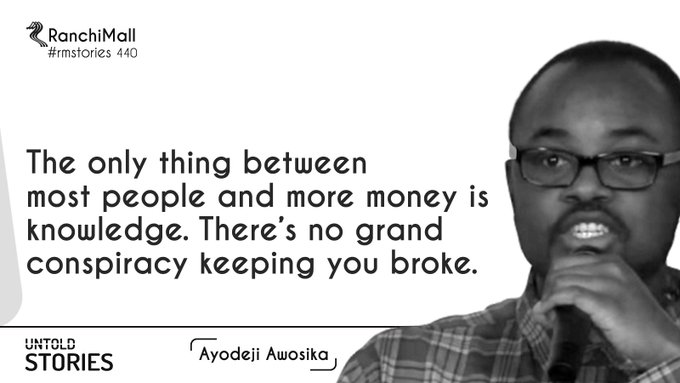 RanchiMall
#rmstories 440
The only thing between
most people and more money is
knowledge. There's no grand
conspiracy keeping you broke.
UNTOLD
STORIES
Ayodeji Awosika